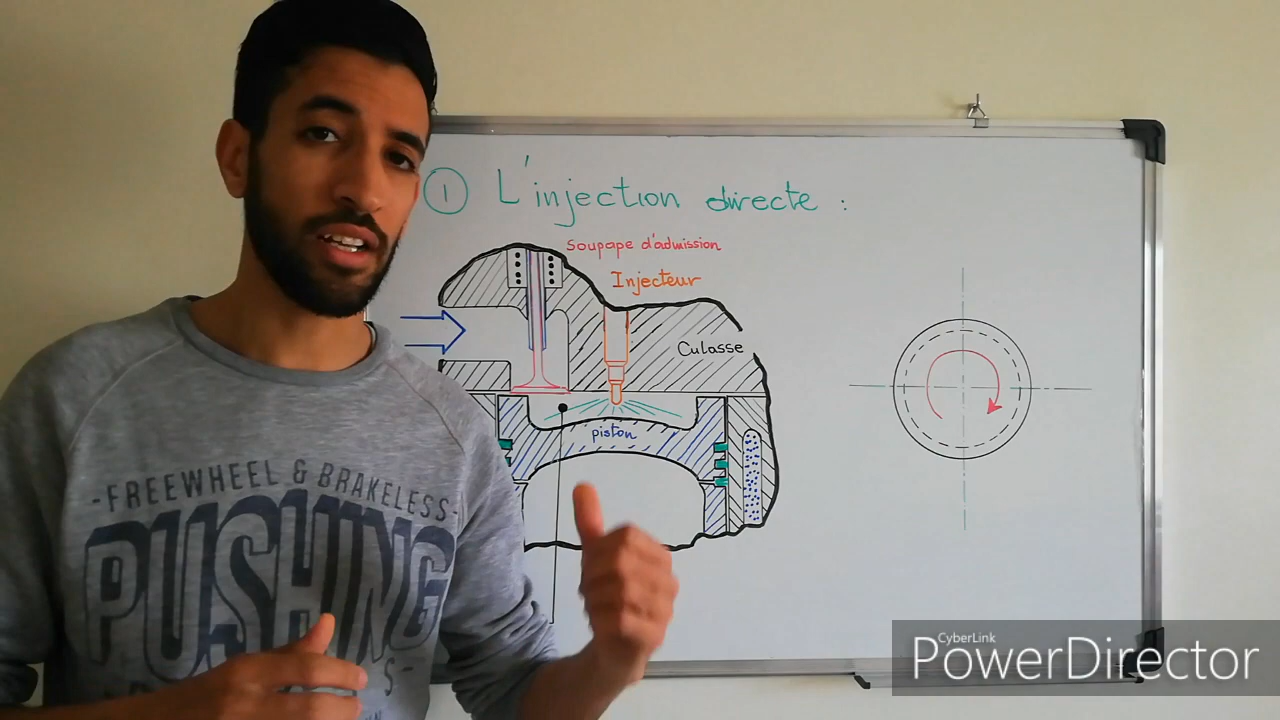 ① L'injection directe :
Soupape d'admission
Injecteur
Culasse
piston
-FREEWHEEL & BRAKELESS-
PUSHING
CyberLink
PowerDirector